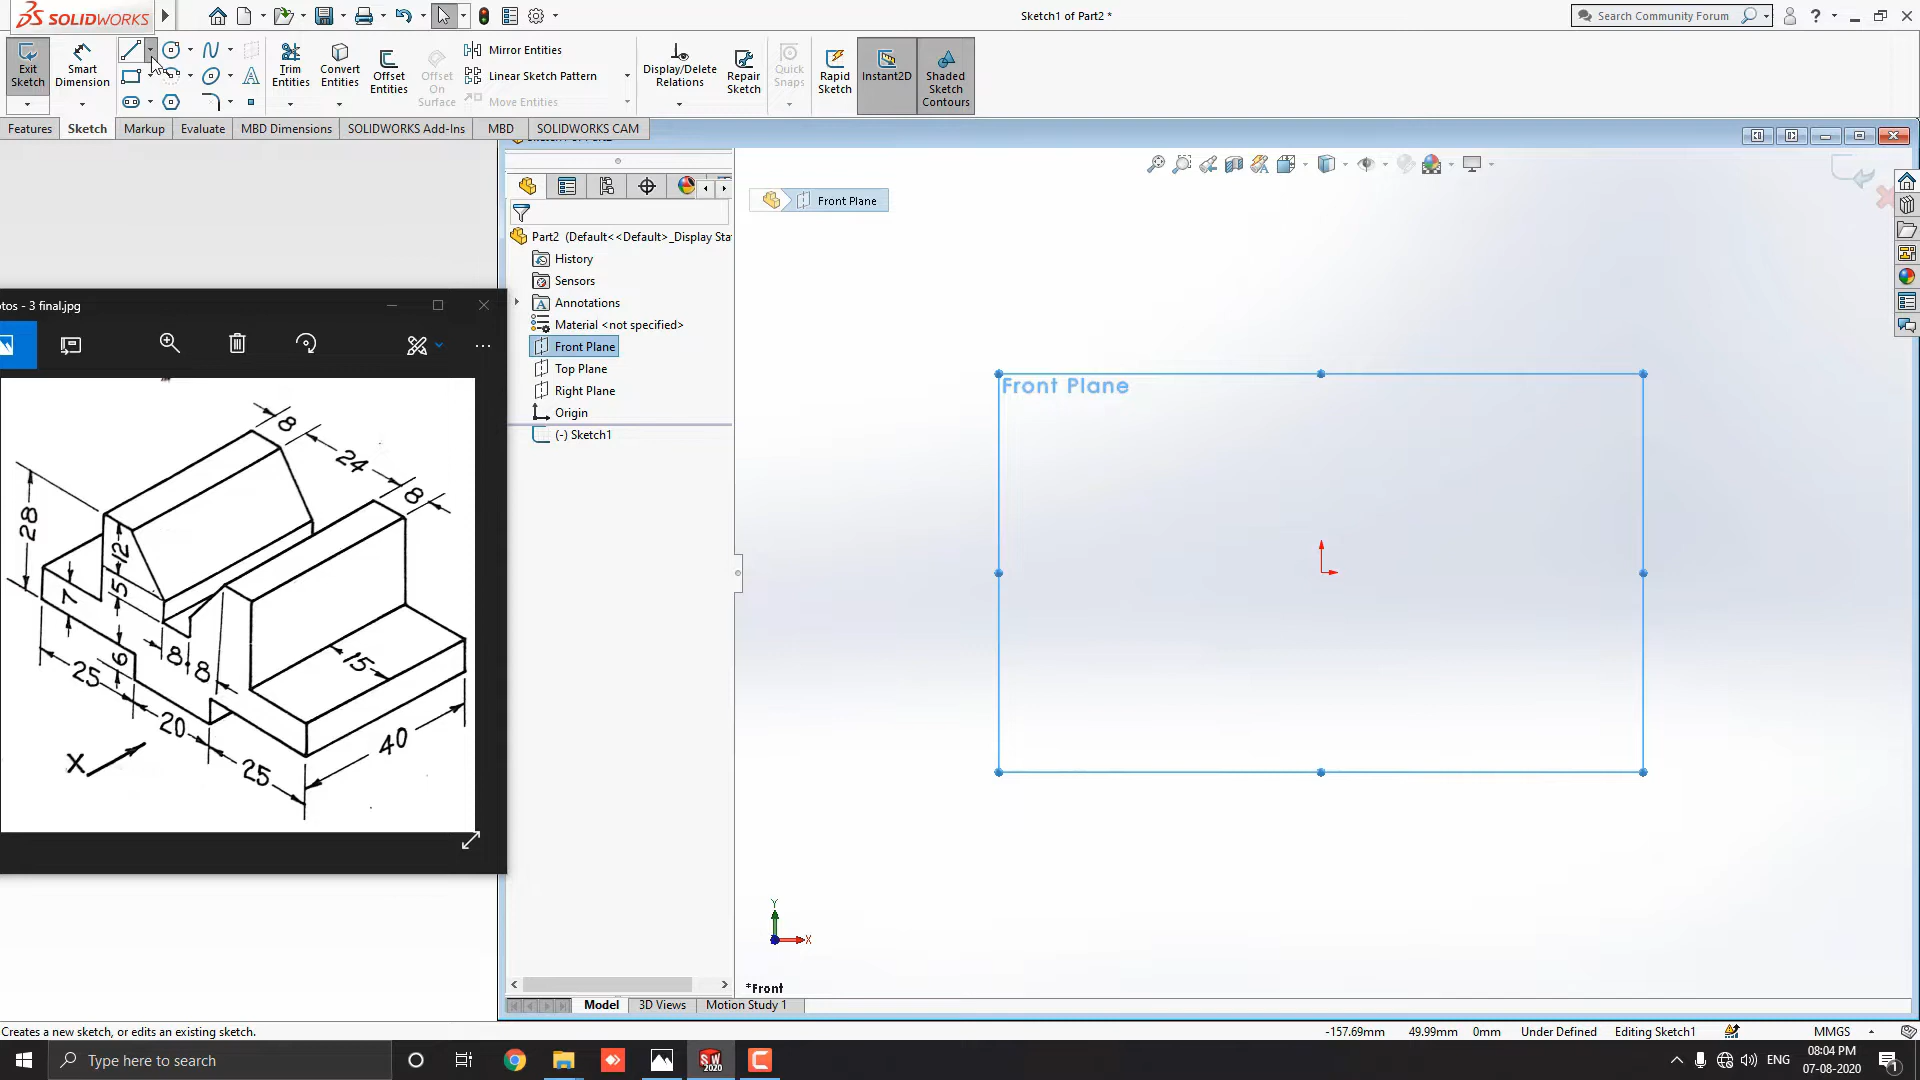 SOLIDWORKS
Sketch1 of Part2 *
Search Community Forum
Exit Sketch
Smart Dimension
Trim Entities
Convert Entities
Offset Entities
Offset On Surface
Mirror Entities
Linear Sketch Pattern
Move Entities
Display/Delete Relations
Repair Sketch
Quick Snaps
Rapid Sketch
Instant2D
Shaded Sketch Contours
Features
Sketch
Markup
Evaluate
MBD Dimensions
SOLIDWORKS Add-Ins
MBD
SOLIDWORKS CAM
Front Plane
Part2 (Default<<Default>_Display Sta
History
Sensors
Annotations
Material <not specified>
Front Plane
Top Plane
Right Plane
Origin
(-) Sketch1
otos - 3 final.jpg
8
24
8
28
12
5
7
6
8
8
15
25
20
25
40
X
Front Plane
Y
X
*Front
Model
3D Views
Motion Study 1
Creates a new sketch, or edits an existing sketch.
-157.69mm
49.99mm
0mm
Under Defined
Editing Sketch1
MMGS
Type here to search
SW
2020
ENG
08:04 PM
07-08-2020
1